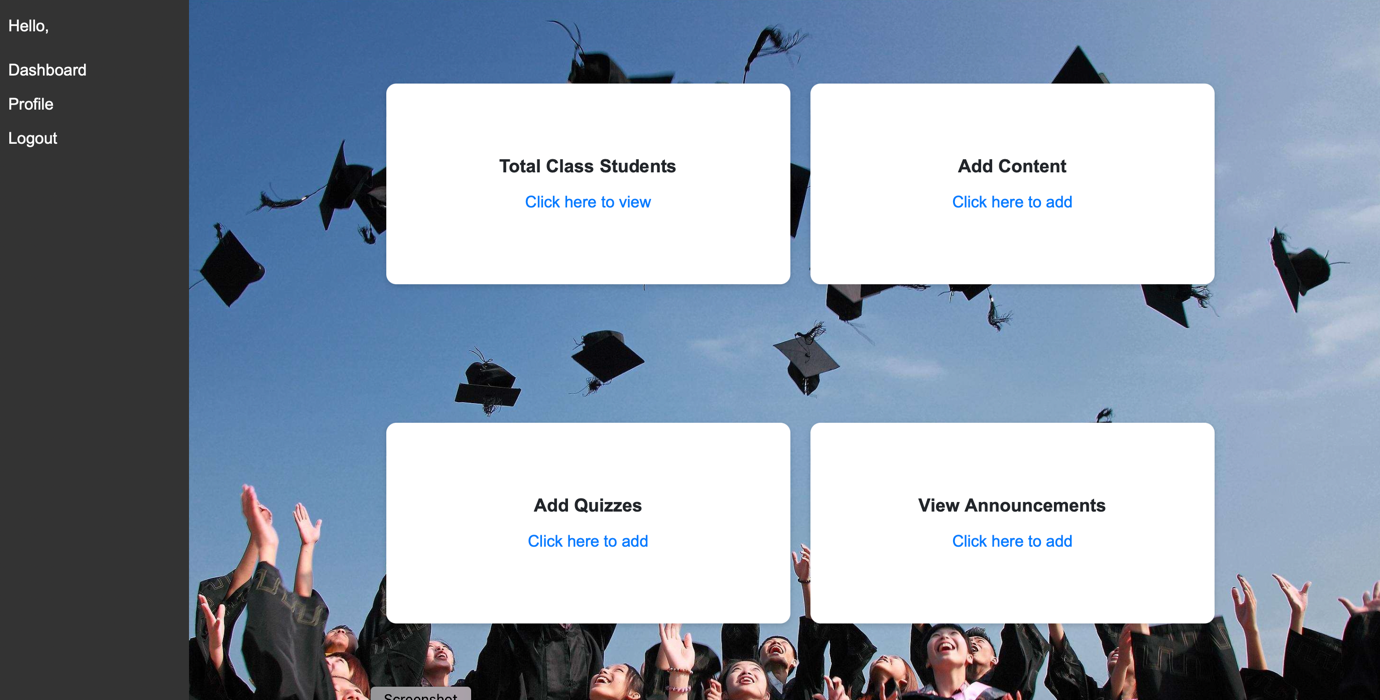 Hello,
Dashboard
Profile
Logout
Total Class Students
Click here to view
Add Content
Click here to add
Add Quizzes
Click here to add
View Announcements
Click here to add
Screenshot